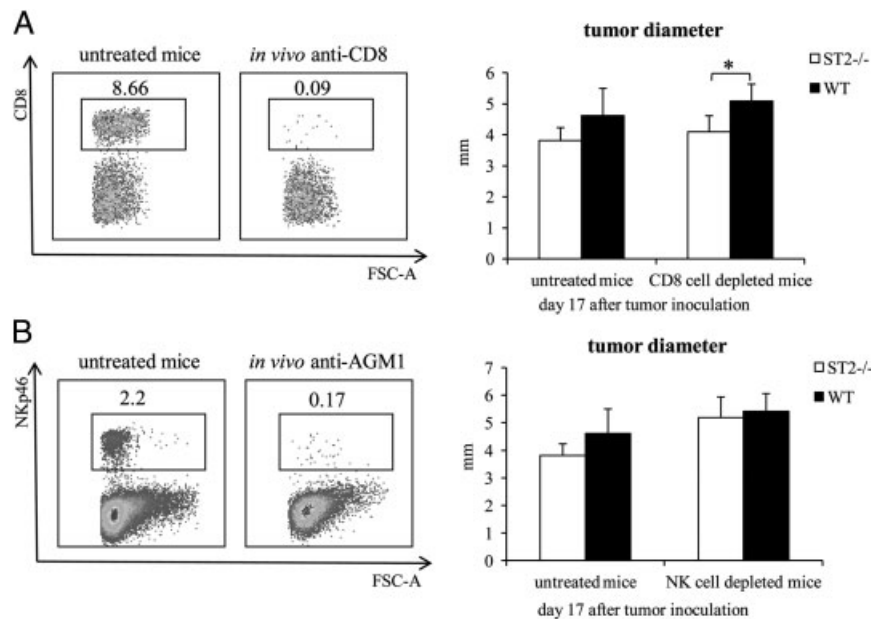 A
untreated mice
in vivo anti-CD8
8.66
0.09
CD8
FSC-A
tumor diameter
ST2-/-
WT
*
6
5
4
3
2
1
0
mm
untreated mice
CD8 cell depleted mice
day 17 after tumor inoculation
B
untreated mice
in vivo anti-AGM1
2.2
0.17
NKp46
FSC-A
tumor diameter
ST2-/-
WT
7
6
5
4
3
2
1
0
mm
untreated mice
NK cell depleted mice
day 17 after tumor inoculation